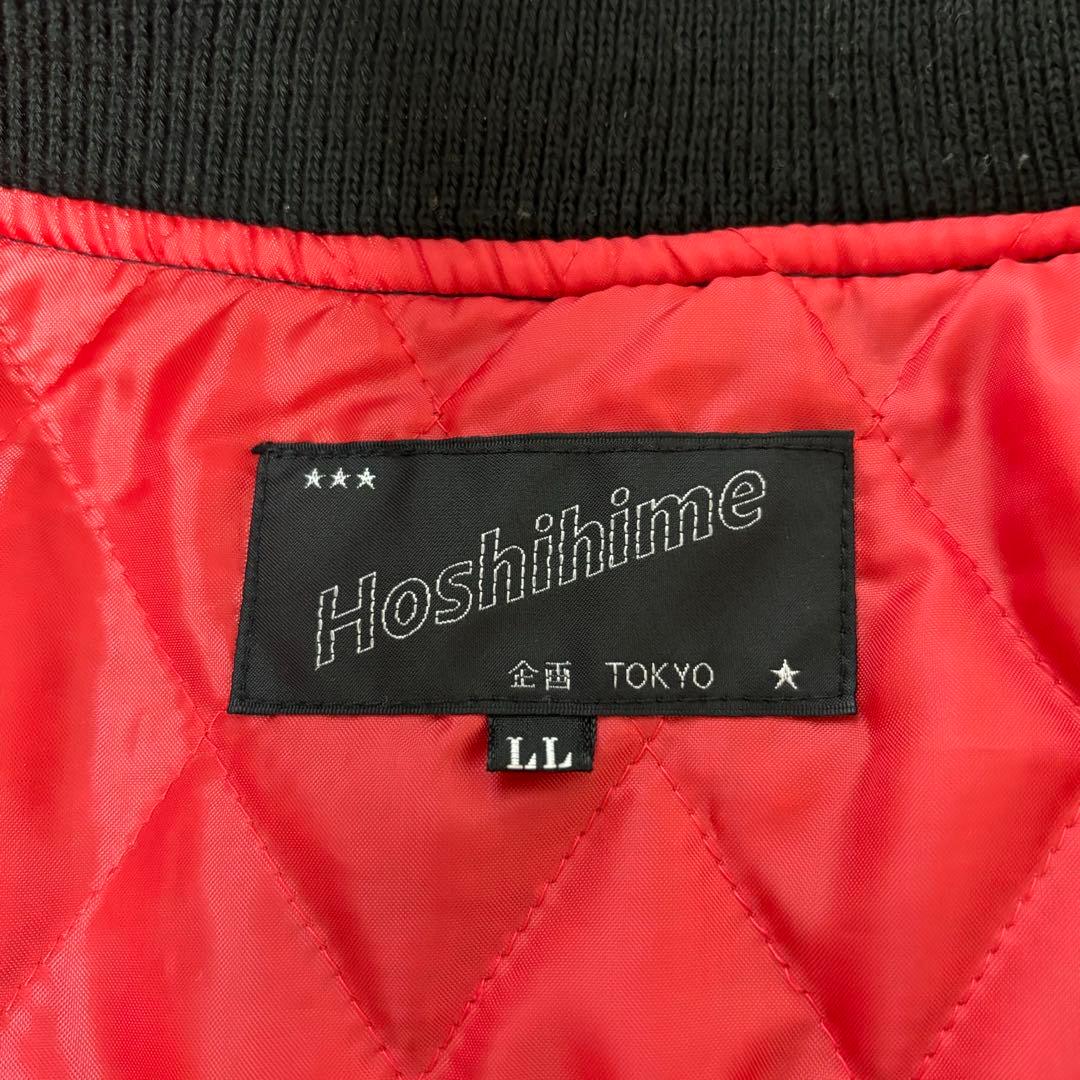 ★★★
Hoshihime
企画 TOKYO ★
LL